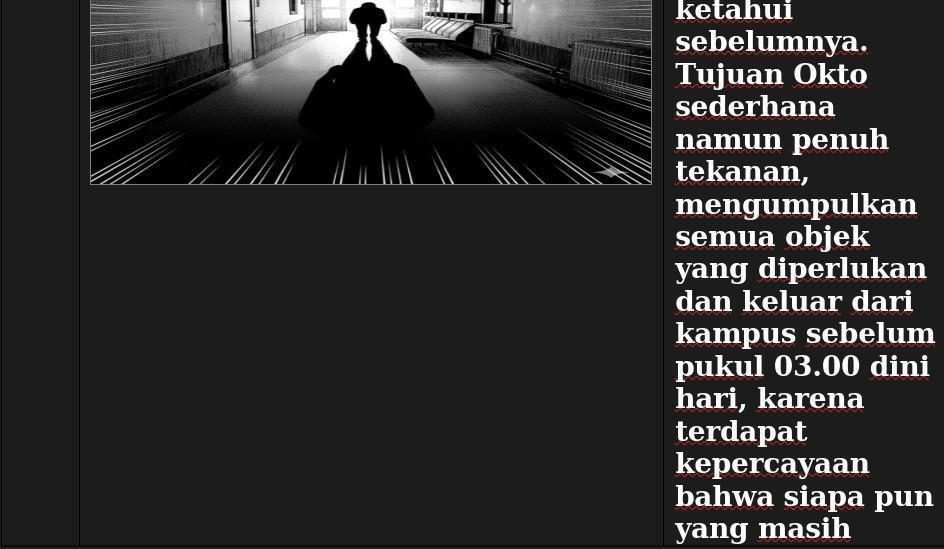 ketahui
sebelumnya.
Tujuan Okto
sederhana
namun penuh
tekanan,
mengumpulkan
semua objek
yang diperlukan
dan keluar dari
kampus sebelum
pukul 03.00 dini
hari, karena
terdapat
kepercayaan
bahwa siapa pun
yang masih